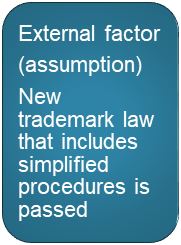 External factor
(assumption)
New
trademark law
that includes
simplified
procedures is
passed